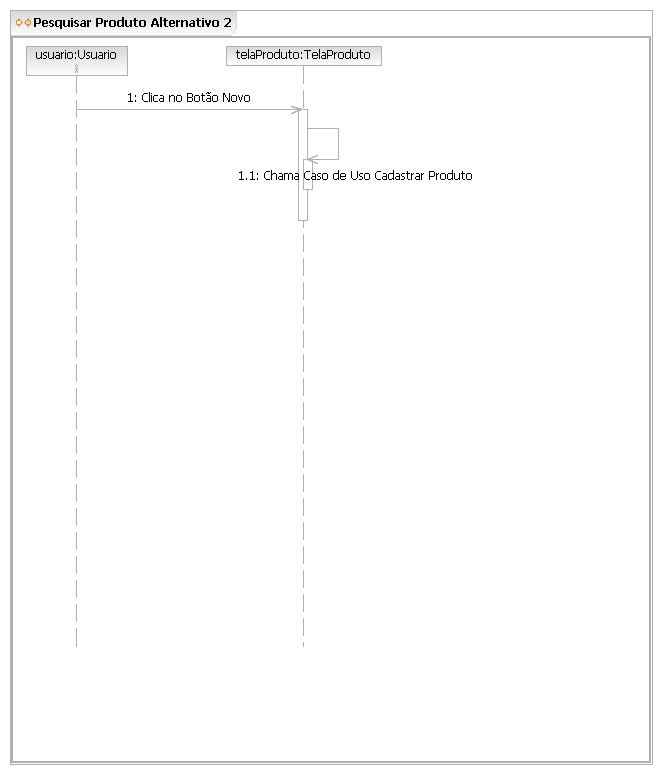 Pesquisar Produto Alternativo 2
usuario:Usuario
telaProduto:TelaProduto
1: Clica no Botão Novo
1.1: Chama Caso de Uso Cadastrar Produto